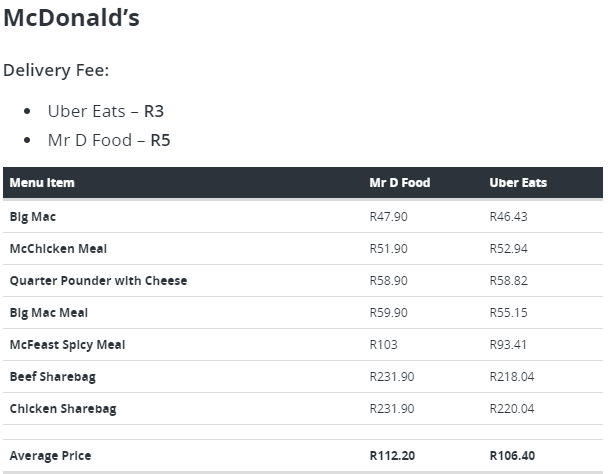 McDonald’s
Delivery Fee:
• Uber Eats – R3
• Mr D Food – R5
Menu Item Mr D Food Uber Eats
Big Mac R47.90 R46.43
McChicken Meal R51.90 R52.94
Quarter Pounder with Cheese R58.90 R58.82
Big Mac Meal R59.90 R55.15
McFeast Spicy Meal R103 R93.41
Beef Sharebag R231.90 R218.04
Chicken Sharebag R231.90 R220.04
Average Price R112.20 R106.40